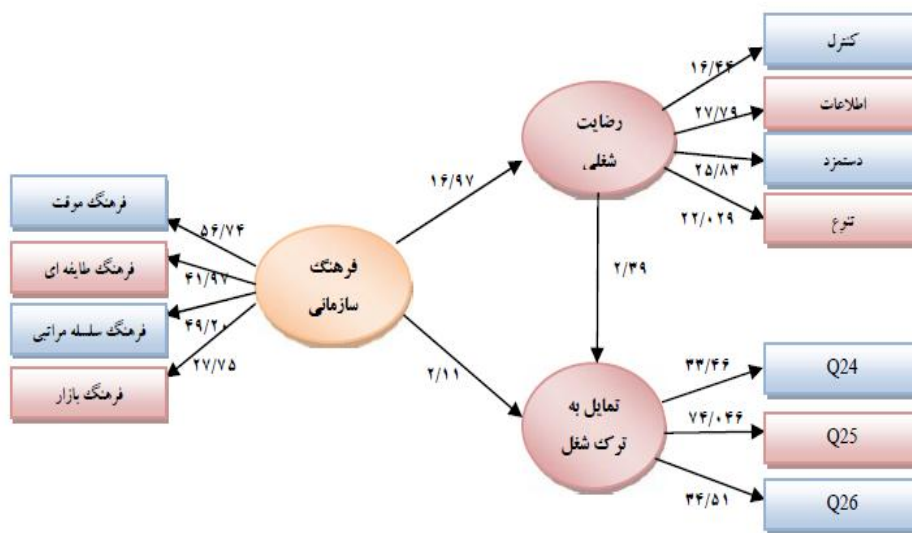 کنترل
۱۶/۴۴
اطلاعات
۲۷/۷۹
رضایت
شغلی
دستمزد
۲۵/۸۳
۱۶/۹۷
فرهنگ موقت
تنوع
۲۲/۰۲۹
۵۶/۷۴
فرهنگ طایفه ای
فرهنگ
سازمانی
۴۱/۹۷
۲/۳۹
فرهنگ سلسله مراتبی
۴۹/۲۰
۲۷/۷۵
فرهنگ بازار
۲/۱۱
۳۳/۴۶
Q24
تمایل به
ترک شغل
۷۴/۰۴۶
Q25
۳۴/۵۱
Q26